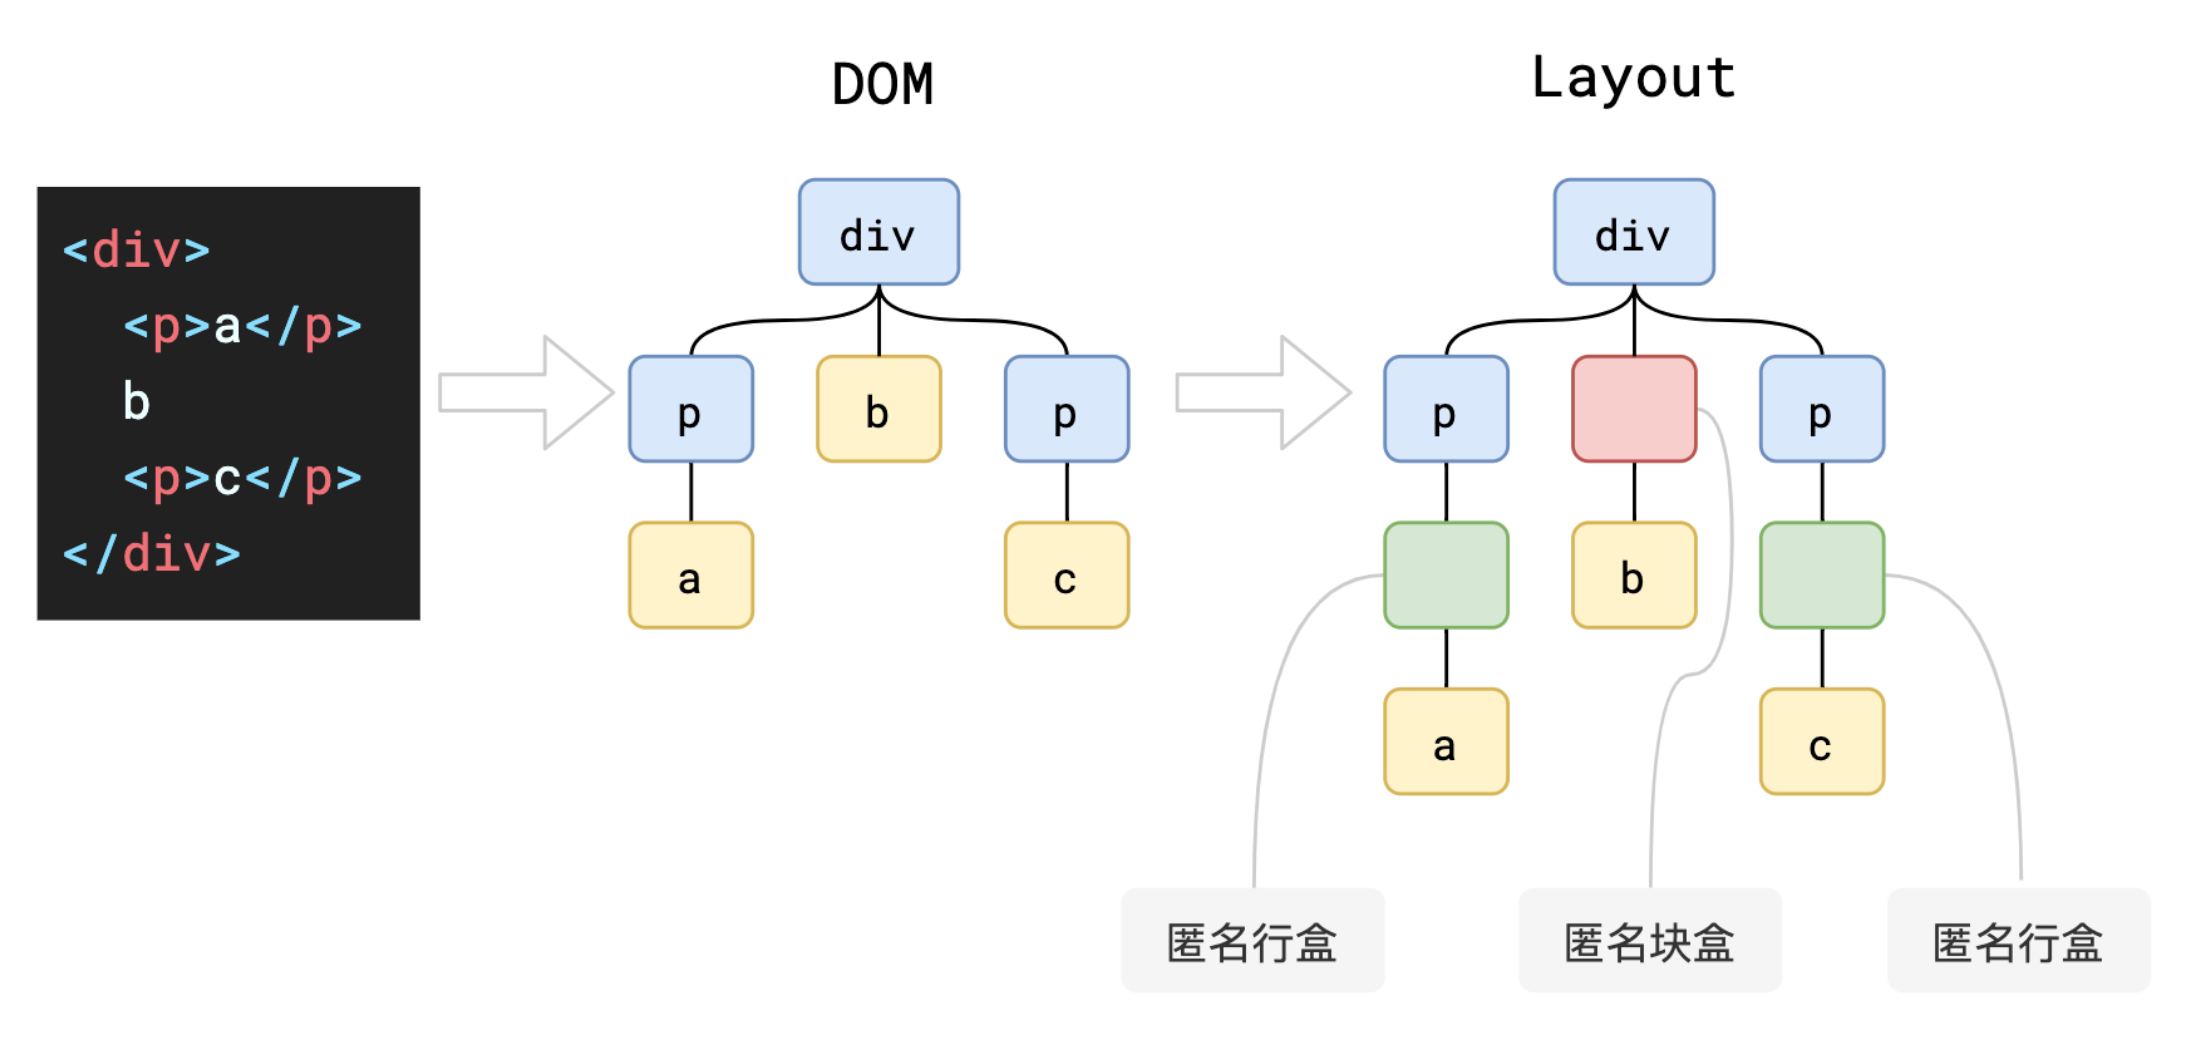 DOM
Layout
<div>
<p>a</p>
b
<p>c</p>
</div>
div
p
b
p
a
c
div
p
p
b
a
c
匿名行盒
匿名块盒
匿名行盒